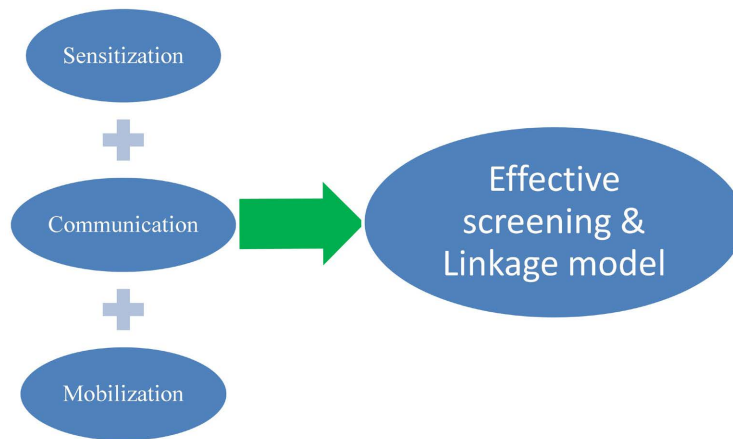 Sensitization
Communication
Mobilization
Effective
screening &
Linkage model